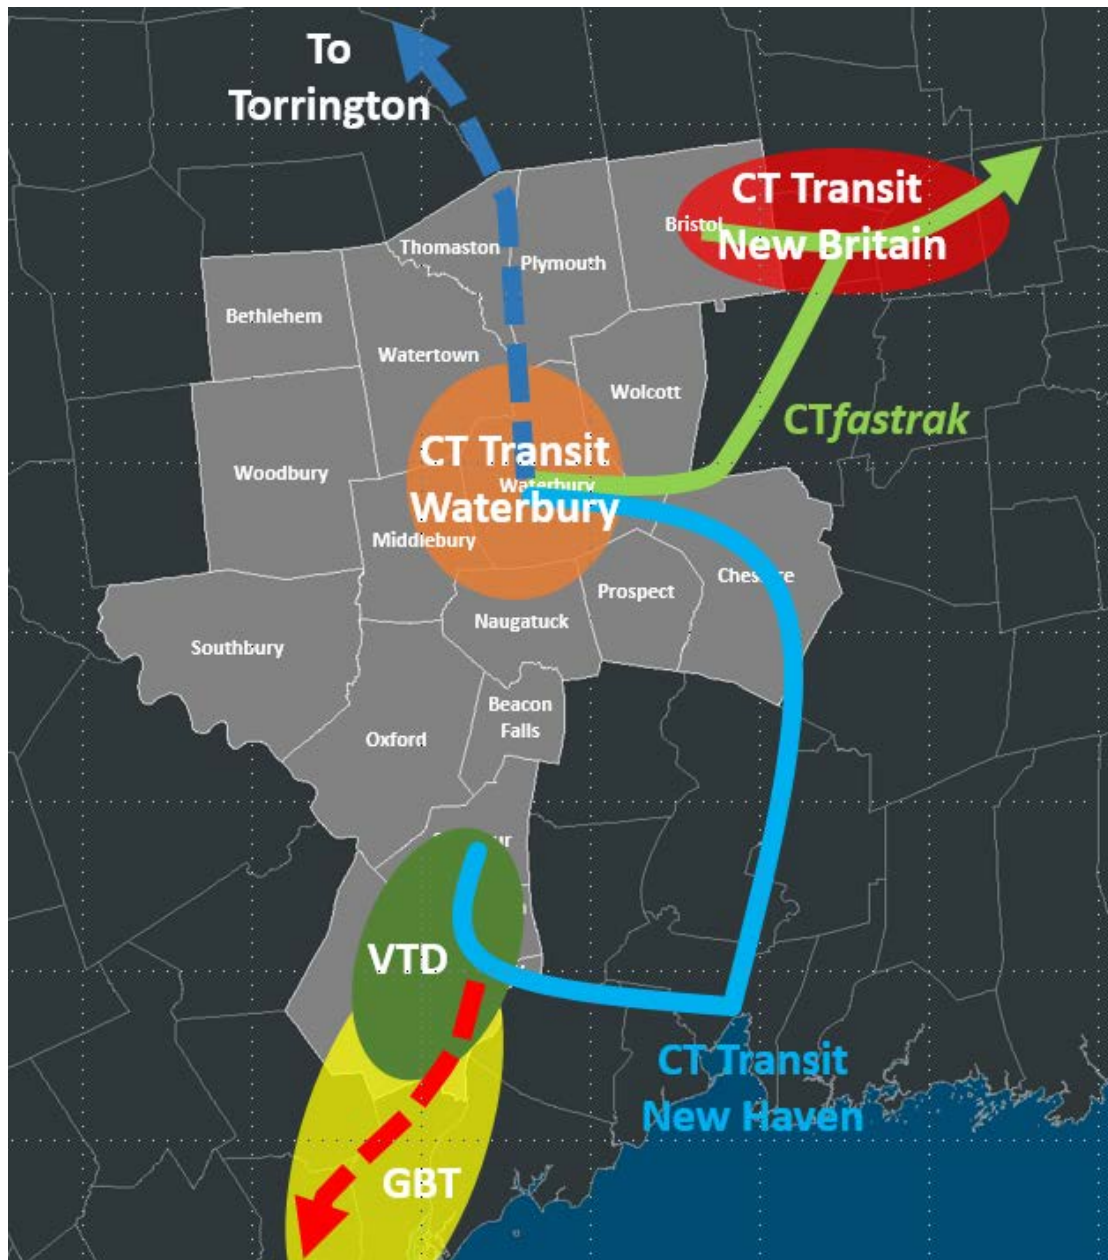 To
Torrington
CT Transit
New Britain
Bristol
Thomaston
Plymouth
Bethlehem
Watertown
Wolcott
CTfastrak
CT Transit
Waterbury
Woodbury
Waterbury
Middlebury
Cheshire
Prospect
Naugatuck
Southbury
Beacon
Falls
Oxford
VTD
CT Transit
New Haven
GBT